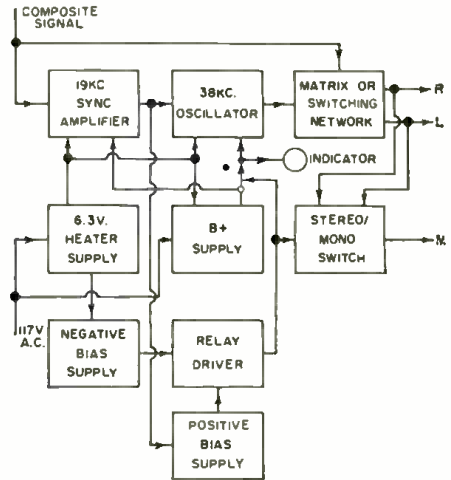 COMPOSITE
SIGNAL
19KC
SYNC
AMPLIFIER
38KC.
OSCILLATOR
MATRIX OR
SWITCHING
NETWORK
R
L
INDICATOR
6.3V.
HEATER
SUPPLY
B+
SUPPLY
STEREO/
MONO
SWITCH
M
117V
A.C.
NEGATIVE
BIAS
SUPPLY
RELAY
DRIVER
POSITIVE
BIAS
SUPPLY